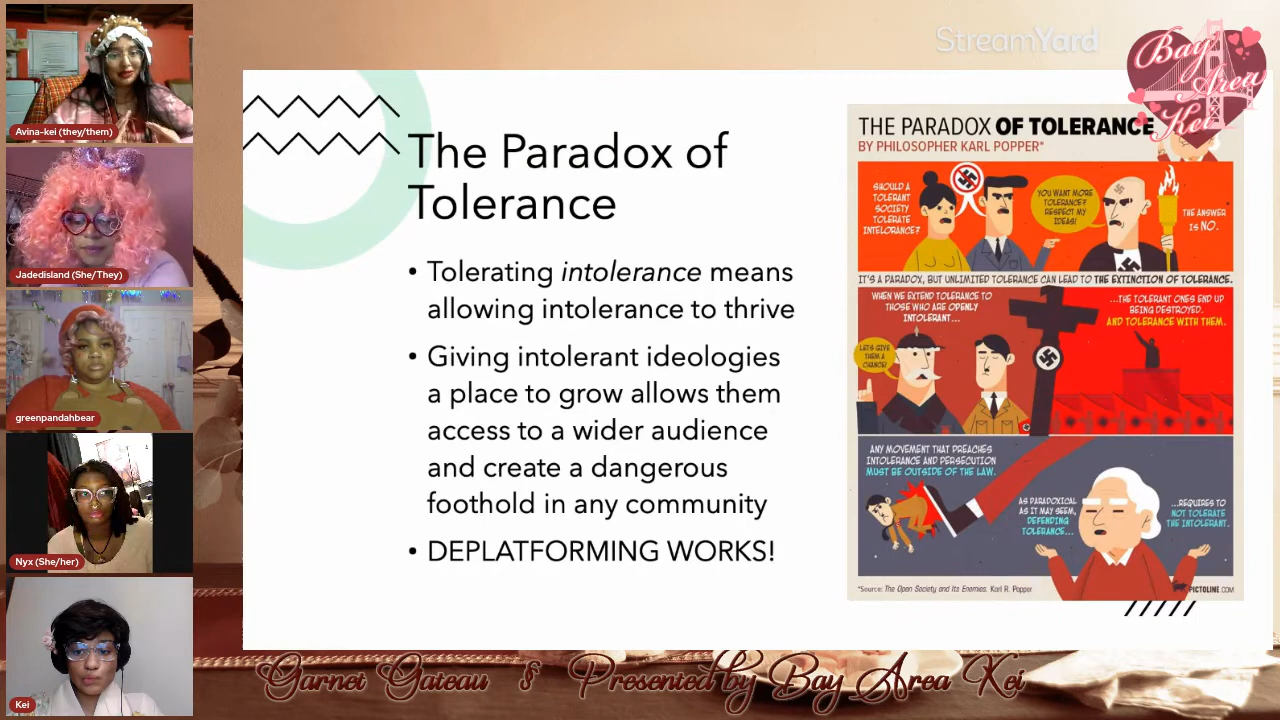 StreamYard
Bay
Area
Kei
Avina-kei (they/them)
Jadedisland (She/They)
greenpandahbear
Nyx (She/her)
Kei
The Paradox of
Tolerance
• Tolerating intolerance means
allowing intolerance to thrive
• Giving intolerant ideologies
a place to grow allows them
access to a wider audience
and create a dangerous
foothold in any community
• DEPLATFORMING WORKS!
THE PARADOX OF TOLERANCE
BY PHILOSOPHER KARL POPPER*
SHOULD A
TOLERANT
SOCIETY
TOLERATE
INTELORANCE?
YOU WANT MORE
TOLERANCE?
RESPECT MY
IDEAS!
THE ANSWER
IS NO.
IT'S A PARADOX, BUT UNLIMITED TOLERANCE CAN LEAD TO THE EXTINCTION OF TOLERANCE.
WHEN WE EXTEND TOLERANCE TO
THOSE WHO ARE OPENLY
INTOLERANT...
LET'S GIVE
THEM A
CHANCE!
...THE TOLERANT ONES END UP
BEING DESTROYED.
AND TOLERANCE WITH THEM.
ANY MOVEMENT THAT PREACHES
INTOLERANCE AND PERSECUTION
MUST BE OUTSIDE OF THE LAW.
AS PARADOXICAL
AS IT MAY SEEM,
DEFENDING
TOLERANCE...
...REQUIRES TO
NOT TOLERATE
THE INTOLERANT.
*Source: The Open Society and Its Enemies. Karl R. Popper
PICTOLINE.COM
Garnet Gateau § Presented by Bay Area Kei